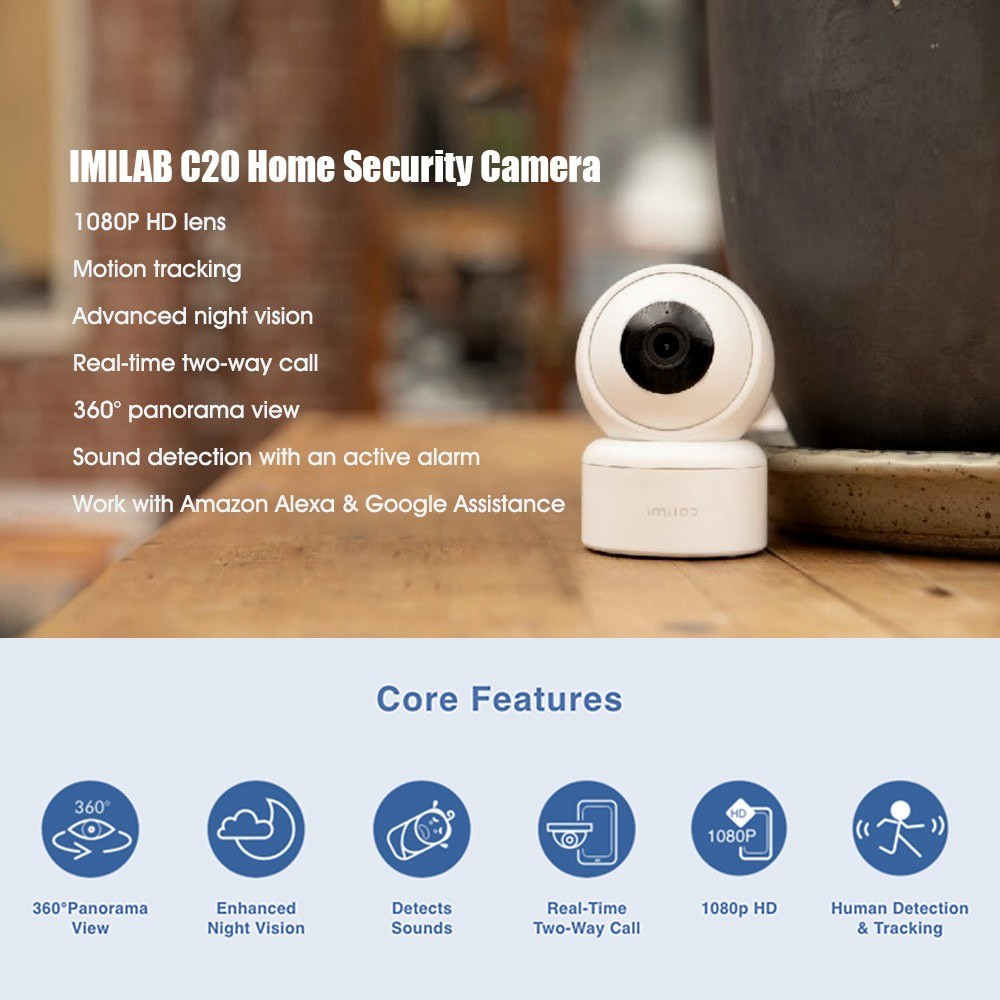 IMILAB C20 Home Security Camera
1080P HD lens
Motion tracking
Advanced night vision
Real-time two-way call
360° panorama view
Sound detection with an active alarm
Work with Amazon Alexa & Google Assistance
imilab
Core Features
360°
HD
1080P
360°Panorama
View
Enhanced
Night Vision
Detects
Sounds
Real-Time
Two-Way Call
1080p HD
Human Detection
& Tracking